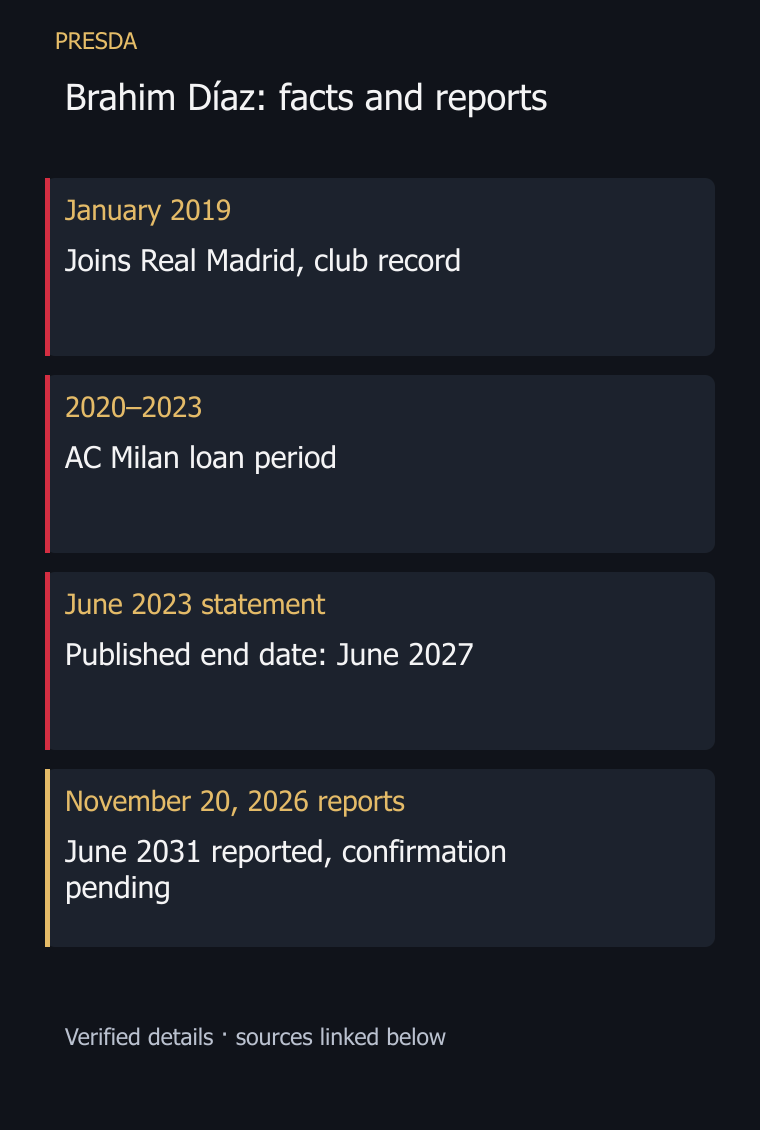 PRESDA
Brahim Díaz: facts and reports
January 2019
Joins Real Madrid, club record
2020–2023
AC Milan loan period
June 2023 statement
Published end date: June 2027
November 20, 2026 reports
June 2031 reported, confirmation
pending
Verified details · sources linked below